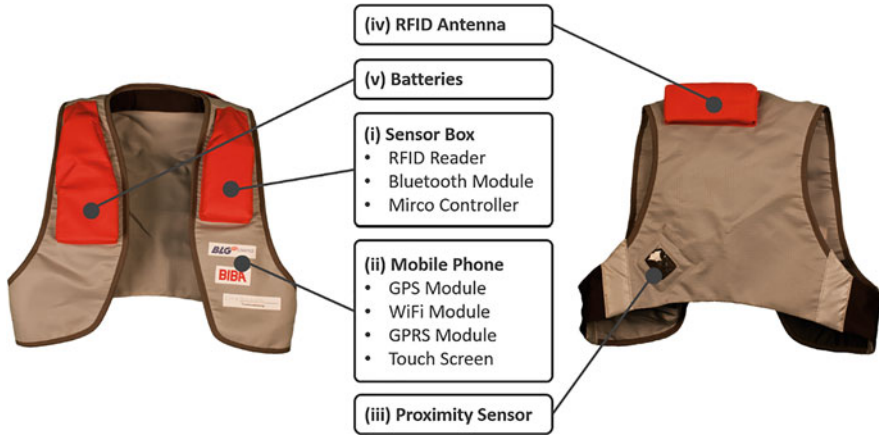 (iv) RFID Antenna
(v) Batteries
(i) Sensor Box
• RFID Reader
• Bluetooth Module
• Mirco Controller
(ii) Mobile Phone
• GPS Module
• WiFi Module
• GPRS Module
• Touch Screen
(iii) Proximity Sensor
BLG
BIBA